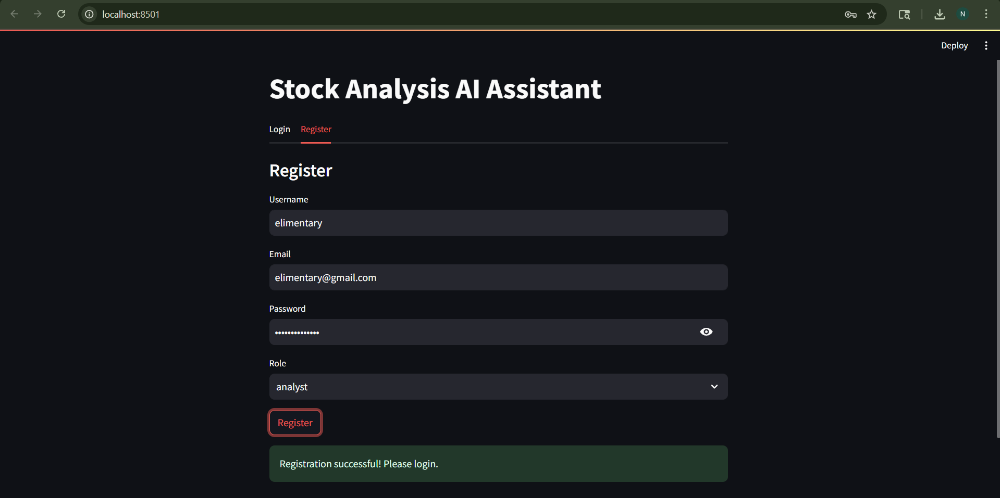 localhost:8501
N
Deploy
Stock Analysis AI Assistant
Login Register
Register
Username
elimentary
Email
elimentary@gmail.com
Password
••••••••••••••
Role
analyst
Register
Registration successful! Please login.